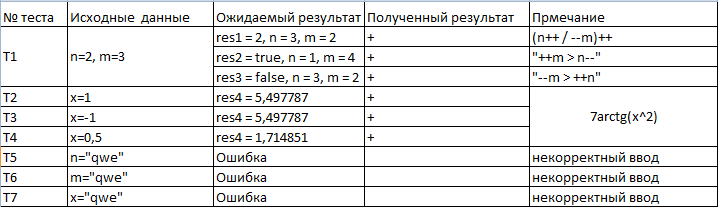 № теста Исходные данные Ожидаемый результат Полученный результат Прмечание
T1 n=2, m=3 res1 = 2, n = 3, m = 2 + (n++ / --m)++
res2 = true, n = 1, m = 4 + "++m > n--"
res3 = false, n = 3, m = 2 + "--m > ++n"
T2 x=1 res4 = 5,497787 + 7arctg(x^2)
T3 x=-1 res4 = 5,497787 +
T4 x=0,5 res4 = 1,714851 +
T5 n="qwe" Ошибка некорректный ввод
T6 m="qwe" Ошибка некорректный ввод
T7 x="qwe" Ошибка некорректный ввод